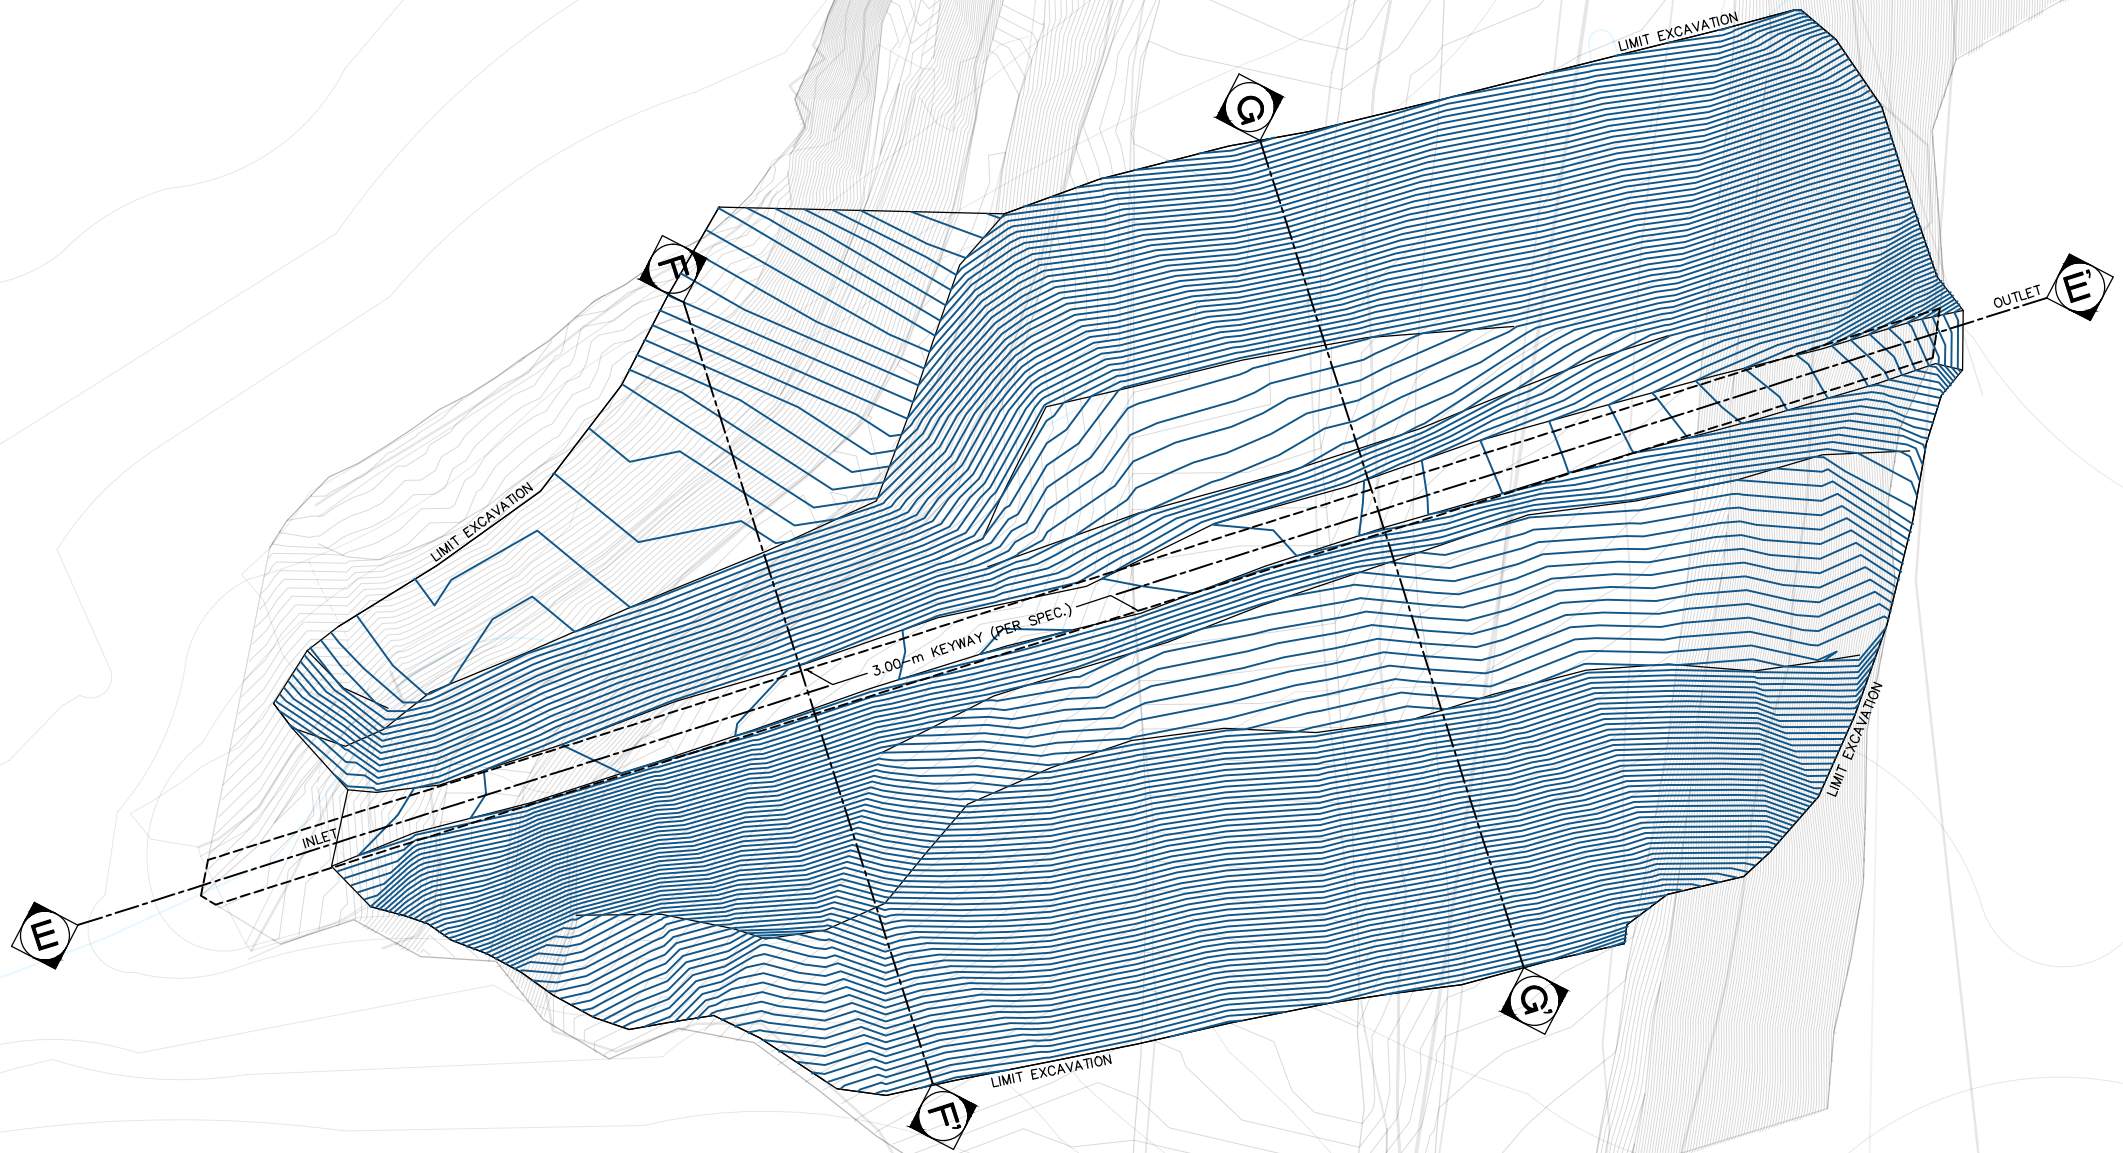 LIMIT EXCAVATION
G
F
E'
OUTLET
LIMIT EXCAVATION
3.00-m KEYWAY (PER SPEC.)
LIMIT EXCAVATION
INLET
E
G'
LIMIT EXCAVATION
F'